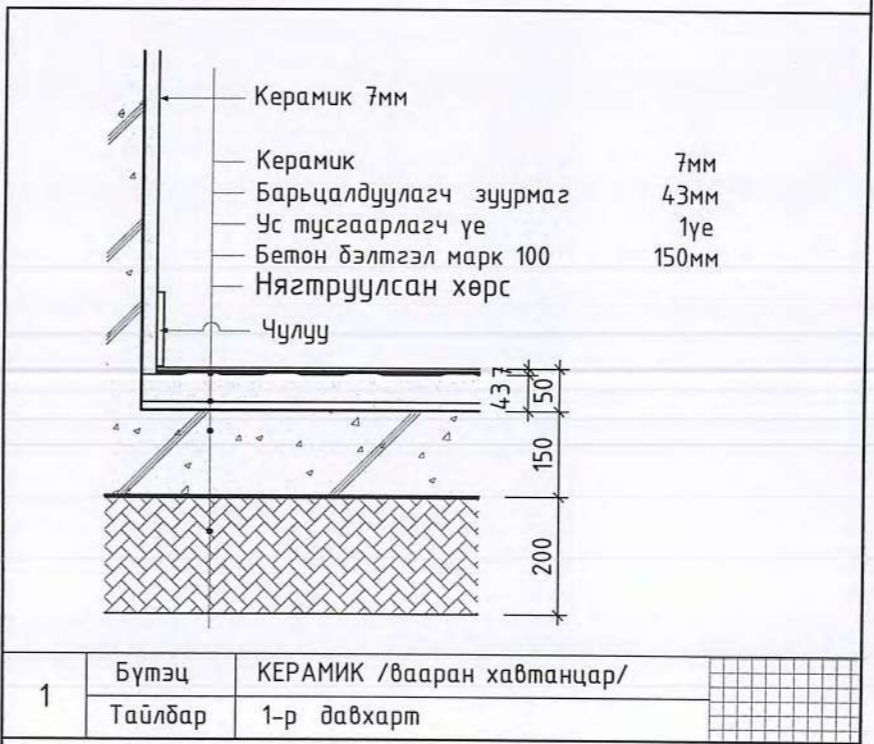 Керамик 7мм
Керамик 7мм
Барьцалдуулагч зуурмаг 43мм
Ус тусгаарлагч үе 1үе
Бетон бэлтгэл марк 100 150мм
Нягтруулсан хөрс
Чулуу
7
43
50
150
200
1
Бүтэц
КЕРАМИК /вааран хавтанцар/
Тайлбар
1-р давхарт